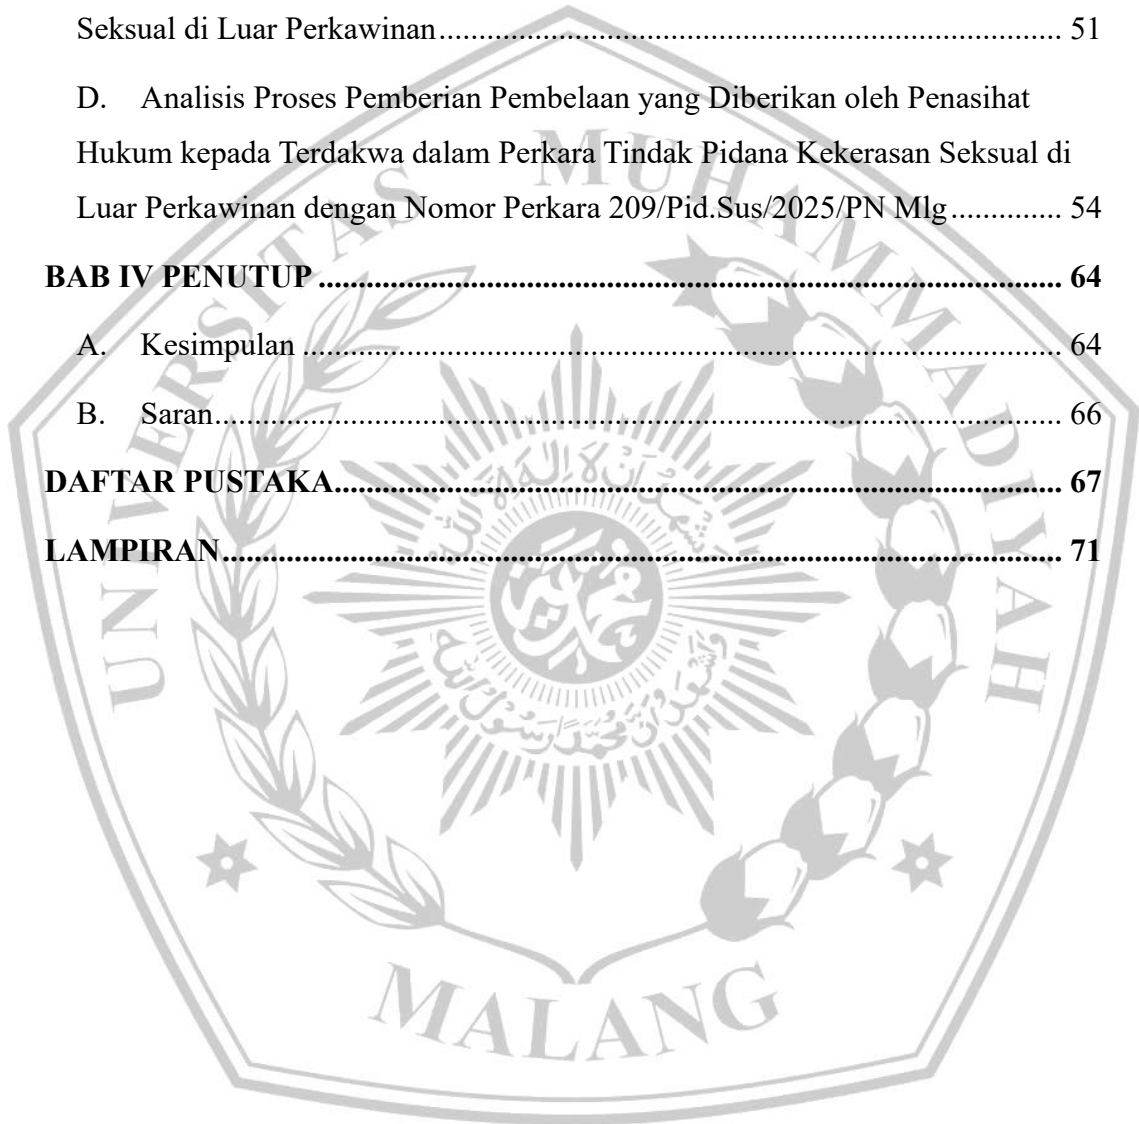 Seksual di Luar Perkawinan.............................................................................. 51
D. Analisis Proses Pemberian Pembelaan yang Diberikan oleh Penasihat
Hukum kepada Terdakwa dalam Perkara Tindak Pidana Kekerasan Seksual di
Luar Perkawinan dengan Nomor Perkara 209/Pid.Sus/2025/PN Mlg.............. 54
BAB IV PENUTUP ............................................................................................ 64
A. Kesimpulan ............................................................................................... 64
B. Saran.......................................................................................................... 66
DAFTAR PUSTAKA.......................................................................................... 67
LAMPIRAN........................................................................................................ 71
UNIVERSITAS MUHAMMADIYAH
MALANG